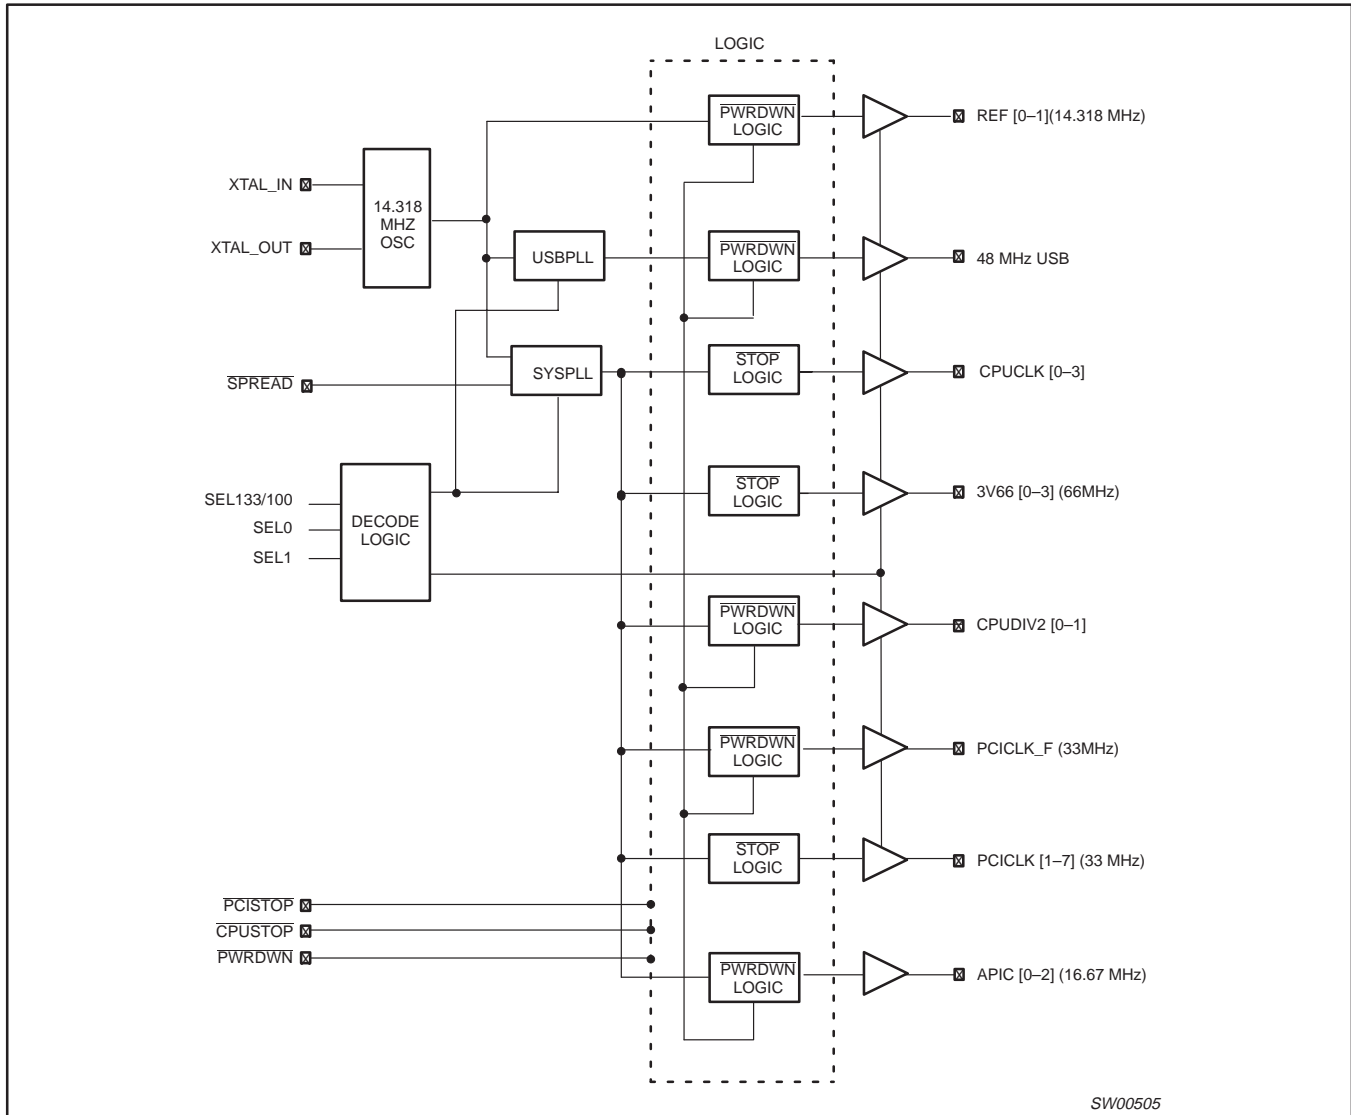 LOGIC
PWRDWN
LOGIC
REF [0–1](14.318 MHz)
XTAL_IN
14.318
MHZ
OSC
XTAL_OUT
USBPLL
PWRDWN
LOGIC
48 MHz USB
SPREAD
SYSPLL
STOP
LOGIC
CPUCLK [0–3]
SEL133/100
SEL0
SEL1
DECODE
LOGIC
STOP
LOGIC
3V66 [0–3] (66MHz)
PWRDWN
LOGIC
CPUDIV2 [0–1]
PWRDWN
LOGIC
PCICLK_F (33MHz)
STOP
LOGIC
PCICLK [1–7] (33 MHz)
PCISTOP
CPUSTOP
PWRDWN
PWRDWN
LOGIC
APIC [0–2] (16.67 MHz)
SW00505